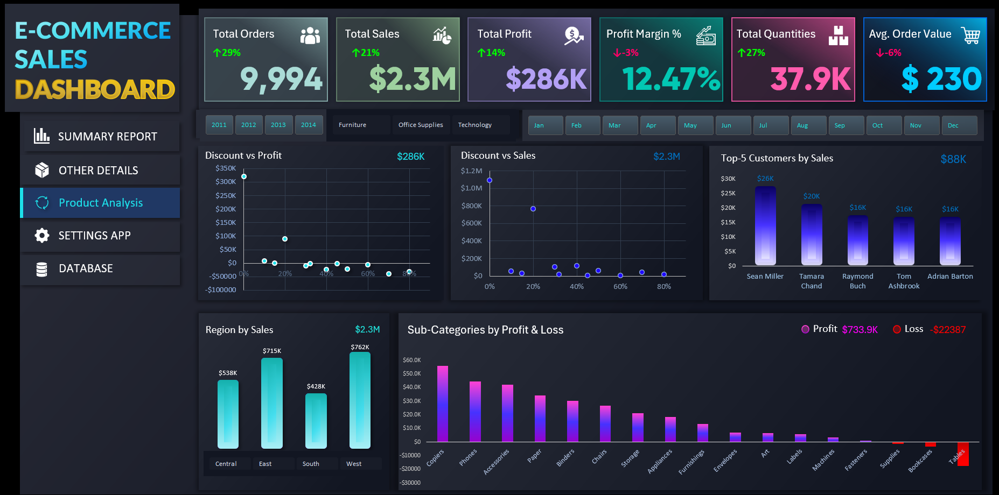 E-COMMERCE
SALES
DASHBOARD
SUMMARY REPORT
OTHER DETAILS
Product Analysis
SETTINGS APP
DATABASE
Total Orders
↑29%
9,994
Total Sales
↑21%
$2.3M
Total Profit
↑14%
$286K
Profit Margin %
↓-3%
12.47%
Total Quantities
↑27%
37.9K
Avg. Order Value
↓-6%
$ 230
2011 2012 2013 2014
Furniture Office Supplies Technology
Jan Feb Mar Apr May Jun Jul Aug Sep Oct Nov Dec
Discount vs Profit $286K
$350K
$300K
$250K
$200K
$150K
$100K
$50K
$0
-$50000
-$100000
0% 20% 40% 60% 80%
Discount vs Sales $2.3M
$1.2M
$1.0M
$800K
$600K
$400K
$200K
$0
0% 20% 40% 60% 80%
Top-5 Customers by Sales $88K
$30K
$25K
$20K
$15K
$10K
$5K
$0
$26K $20K $16K $16K $16K
Sean Miller
Tamara
Chand
Raymond
Buch
Tom
Ashbrook
Adrian Barton
Region by Sales $2.3M
$538K $715K $428K $762K
Central East South West
Sub-Categories by Profit & Loss
Profit $733.9K Loss -$22387
$60.0K
$50.0K
$40.0K
$30.0K
$20.0K
$10.0K
$0
-$10000
-$20000
-$30000
Copiers
Phones
Accessories
Paper
Binders
Chairs
Storage
Appliances
Furnishings
Envelopes
Art
Labels
Machines
Fasteners
Supplies
Bookcases
Tables